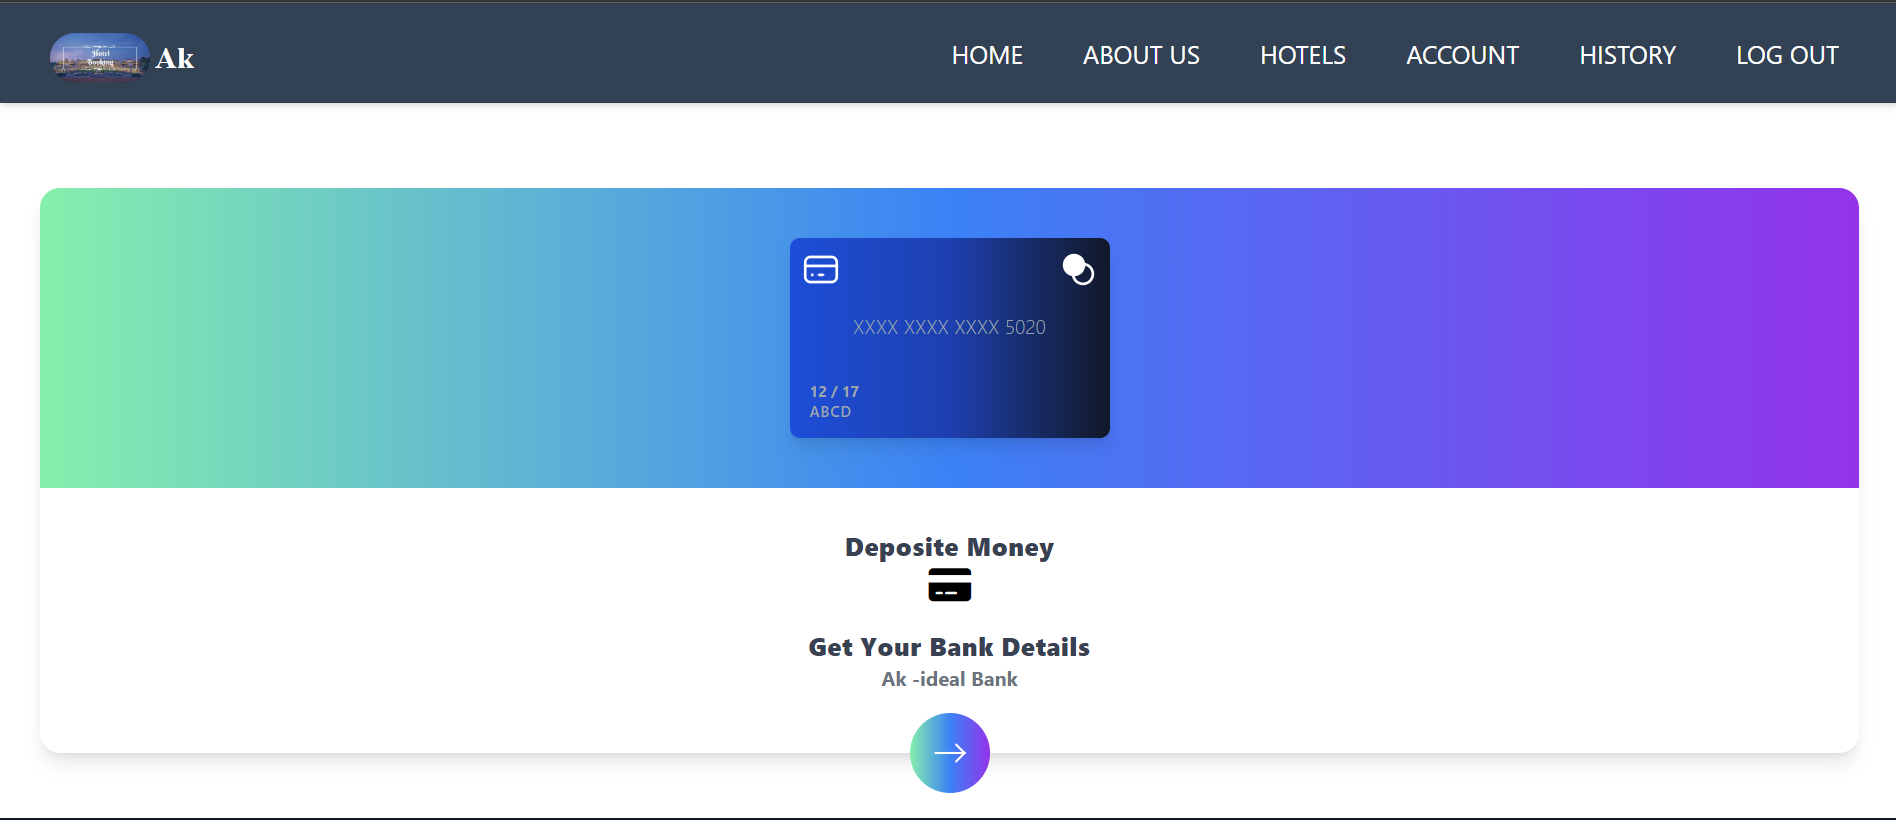 Hotel
Booking
Ak
HOME ABOUT US HOTELS ACCOUNT HISTORY LOG OUT
XXXX XXXX XXXX 5020
12 / 17
ABCD
Deposite Money
Get Your Bank Details
Ak -ideal Bank